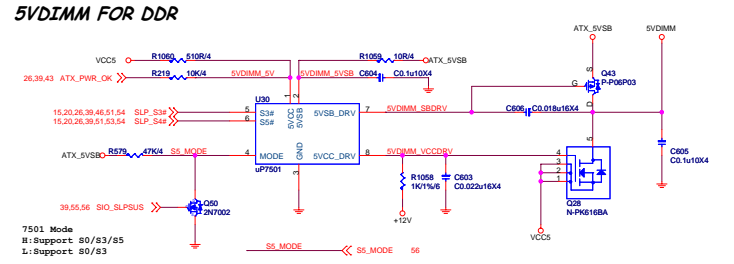 5VDIMM FOR DDR
ATX_5VSB 5VDIMM
VCC5 R1060 510R/4 R1059 10R/4 ATX_5VSB
26,39,43 ATX_PWR_OK R219 10K/4 5VDIMM_5V 5VDIMM_5VSB C604 C0.1u10X4
Q43
P-P06P03
S
G
D
U30
1 2
5VCC 5VSB
15,20,26,39,46,51,54 SLP_S3# 5 S3# 5VSB_DRV 7 5VDIMM_SBDRV C606 C0.018u16X4
15,20,26,39,51,53,54 SLP_S4# 6 S5#
ATX_5VSB R579 47K/4 S5_MODE 4 MODE GND 5VCC_DRV 8 5VDIMM_VCCDRV
uP7501
3
5
4
3
2
1
C605
C0.1u10X4
R1058
1K/1%/6
C603
C0.022u16X4
+12V
Q28
N-PK616BA
VCC5
39,55,56 SIO_SLPSUS Q50
2N7002
7501 Mode
H:Support S0/S3/S5
L:Support S0/S3
S5_MODE S5_MODE 56